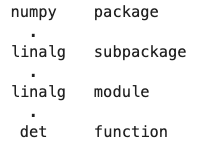 numpy package
.
linalg subpackage
.
linalg module
.
det function